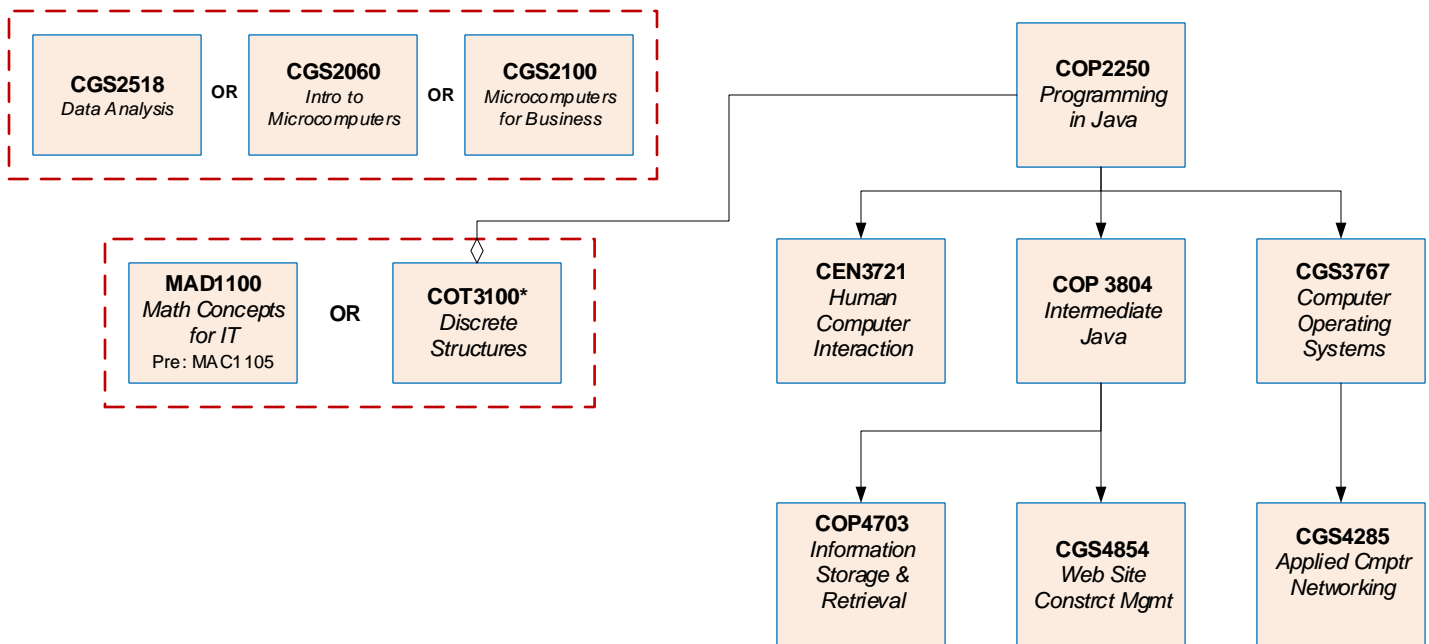 CGS2518
Data Analysis
OR
CGS2060
Intro to
Microcomputers
OR
CGS2100
Microcomputers
for Business
COP2250
Programming
in Java
MAD1100
Math Concepts
for IT
Pre: MAC1105
OR
COT3100*
Discrete
Structures
CEN3721
Human
Computer
Interaction
COP 3804
Intermediate
Java
CGS3767
Computer
Operating
Systems
COP4703
Information
Storage &
Retrieval
CGS4854
Web Site
Constrct Mgmt
CGS4285
Applied Cmptr
Networking